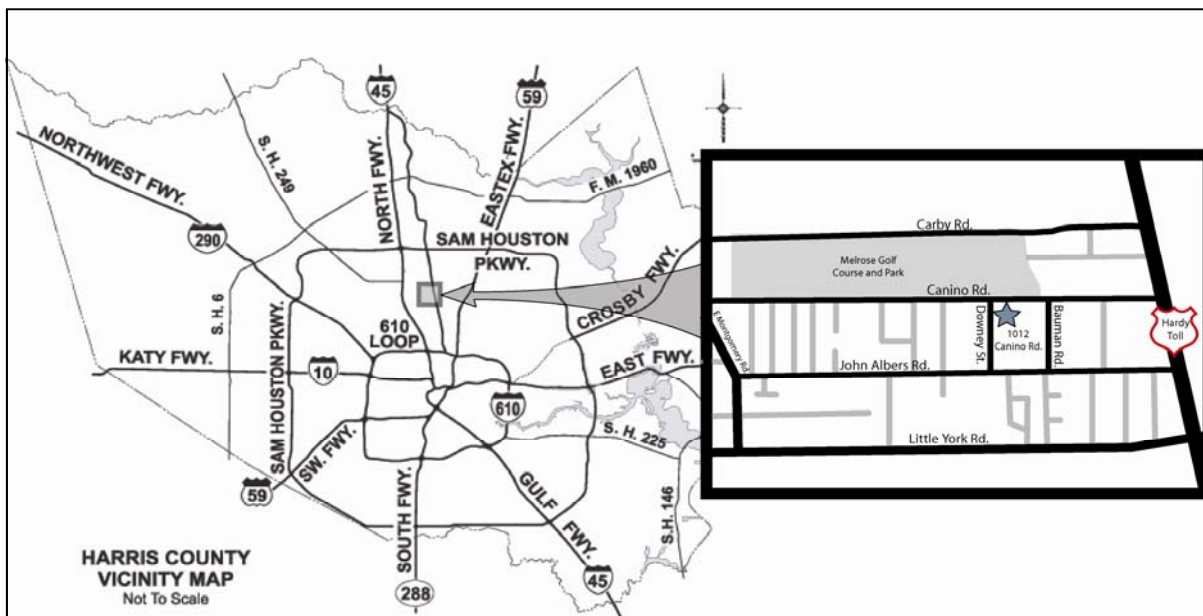 45
59
NORTHWEST FWY.
S. H. 249
NORTH FWY.
EASTEX FWY.
F. M. 1960
290
SAM HOUSTON
PKWY.
CROSBY FWY.
S. H. 6
610
LOOP
KATY FWY.
10
EAST FWY.
SAM HOUSTON PKWY.
610
S. H. 225
SW. FWY.
59
SOUTH FWY.
GULF FWY.
S.H. 146
288
45
HARRIS COUNTY
VICINITY MAP
Not To Scale
Carby Rd.
Melrose Golf
Course and Park
Canino Rd.
E Montgomery Rd
Downey St.
1012
Canino Rd.
Bauman Rd.
Hardy
Toll
John Albers Rd.
Little York Rd.